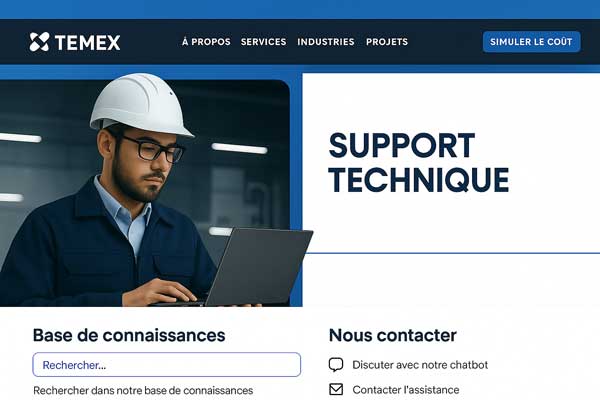 TEMEX
À PROPOS SERVICES INDUSTRIES PROJETS
SIMULER LE COÛT
SUPPORT
TECHNIQUE
Base de connaissances
Rechercher...
Rechercher dans notre base de connaissances
Nous contacter
Discuter avec notre chatbot
Contacter l'assistance